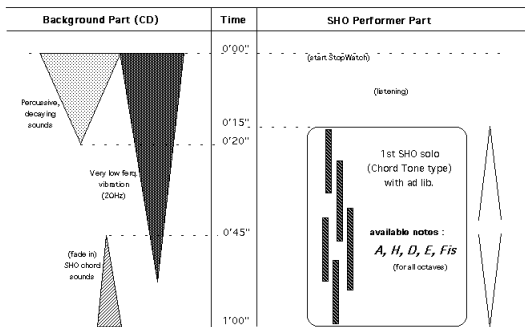 Background Part (CD)
Time
SHO Performer Part
0'00"
(start StopWatch)
(listening)
Percussive,
decaying
sounds
0'15"
0'20"
1st SHO solo
(Chord Tone type)
with ad lib.
Very low ferq.
vibration
(20Hz)
0'45"
available notes :
A, H, D, E, Fis
(for all octaves)
(fade in)
SHO chord
sounds
1'00"